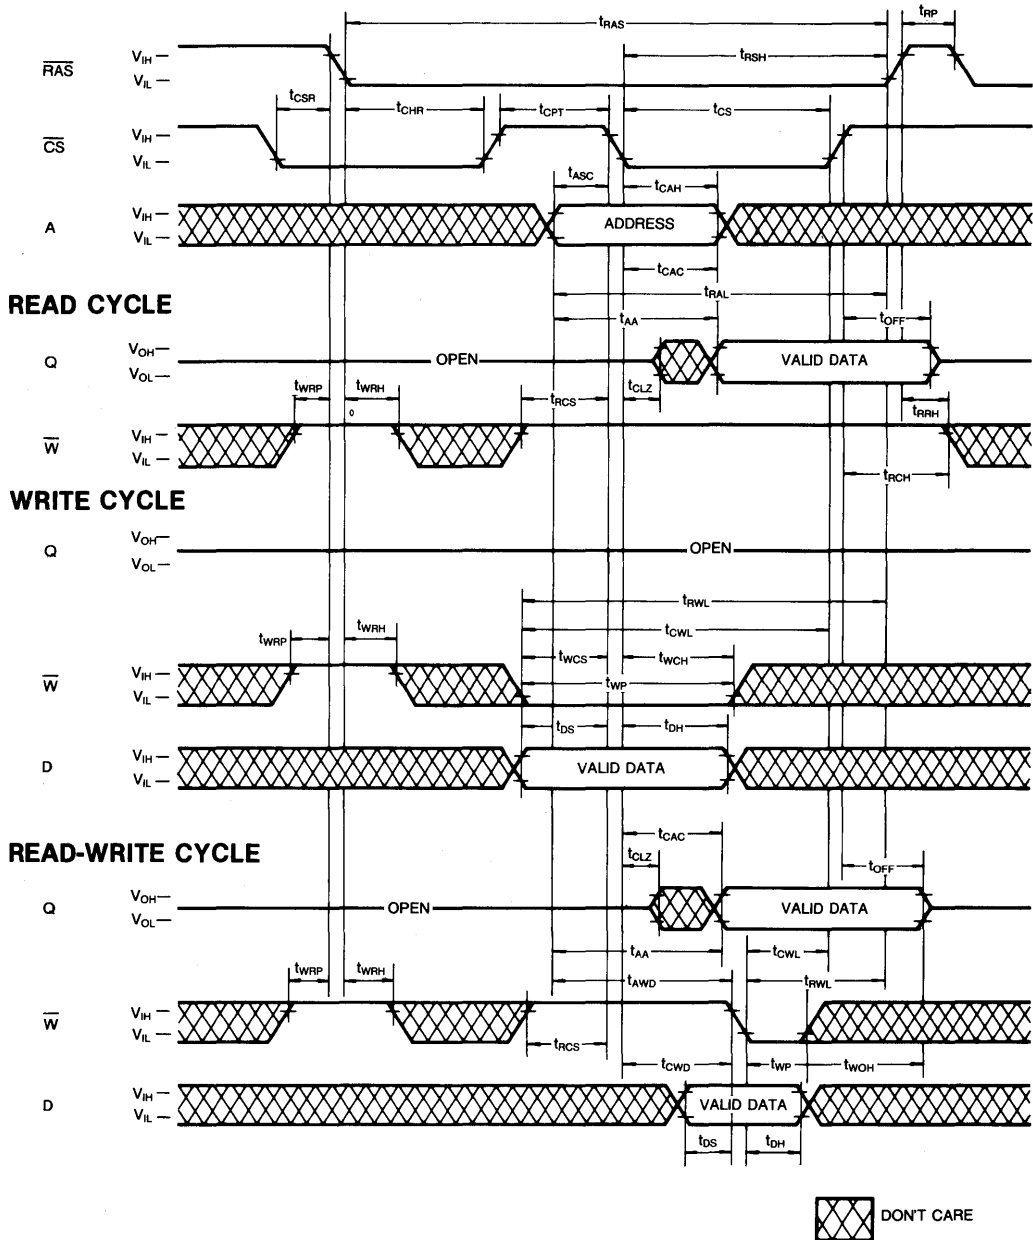 tRAS
tRP
RAS
VIH
VIL
tRSH
tCSR
tCHR
tCPT
tCS
CS
VIH
VIL
tASC
tCAH
A
VIH
VIL
ADDRESS
tCAC
tRAL
READ CYCLE
tAA
tOFF
Q
VOH
VOL
OPEN
VALID DATA
tWRP
tWRH
tRCS
tCLZ
tRRH
W
VIH
VIL
tRCH
WRITE CYCLE
Q
VOH
VOL
OPEN
tRWL
tCWL
tWRP
tWRH
tWCS
tWCH
W
VIH
VIL
tWP
tDS
tDH
D
VIH
VIL
VALID DATA
tCAC
READ-WRITE CYCLE
tCLZ
tOFF
Q
VOH
VOL
OPEN
VALID DATA
tAA
tCWL
tWRP
tWRH
tAWD
tRWL
W
VIH
VIL
tRCS
tCWD
tWP
tWOH
D
VIH
VIL
VALID DATA
tDS
tDH
DON'T CARE